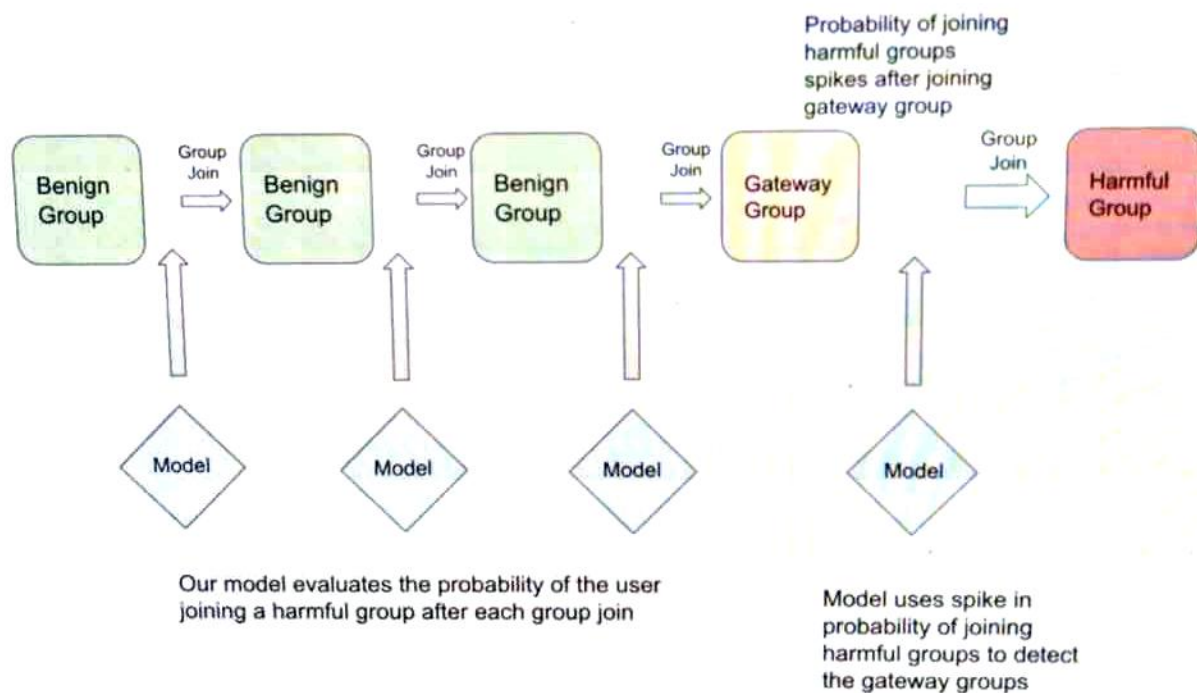 Probability of joining
harmful groups
spikes after joining
gateway group
Benign
Group
Group
Join
Benign
Group
Group
Join
Benign
Group
Group
Join
Gateway
Group
Group
Join
Harmful
Group
Model
Model
Model
Model
Our model evaluates the probability of the user
joining a harmful group after each group join
Model uses spike in
probability of joining
harmful groups to detect
the gateway groups